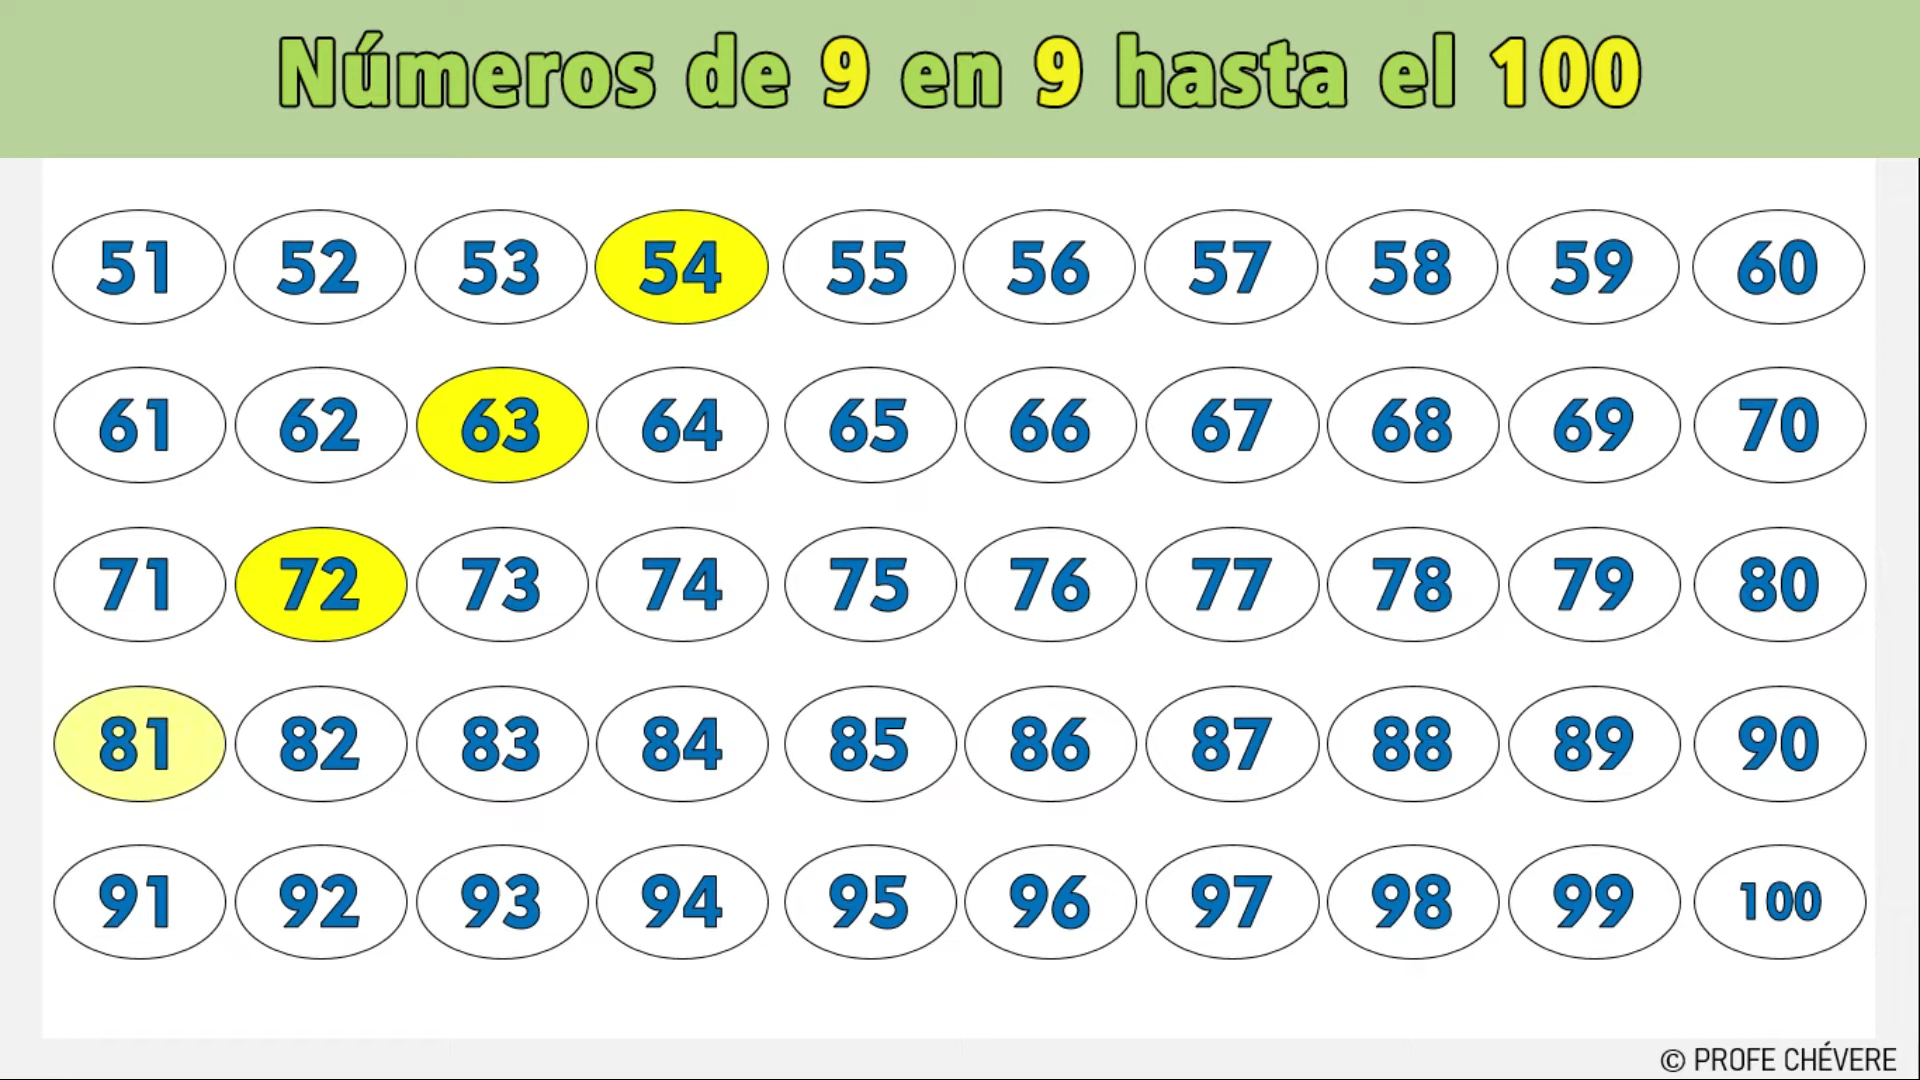 Números de 9 en 9 hasta el 100
51 52 53 54 55 56 57 58 59 60
61 62 63 64 65 66 67 68 69 70
71 72 73 74 75 76 77 78 79 80
81 82 83 84 85 86 87 88 89 90
91 92 93 94 95 96 97 98 99 100
© PROFE CHÉVERE